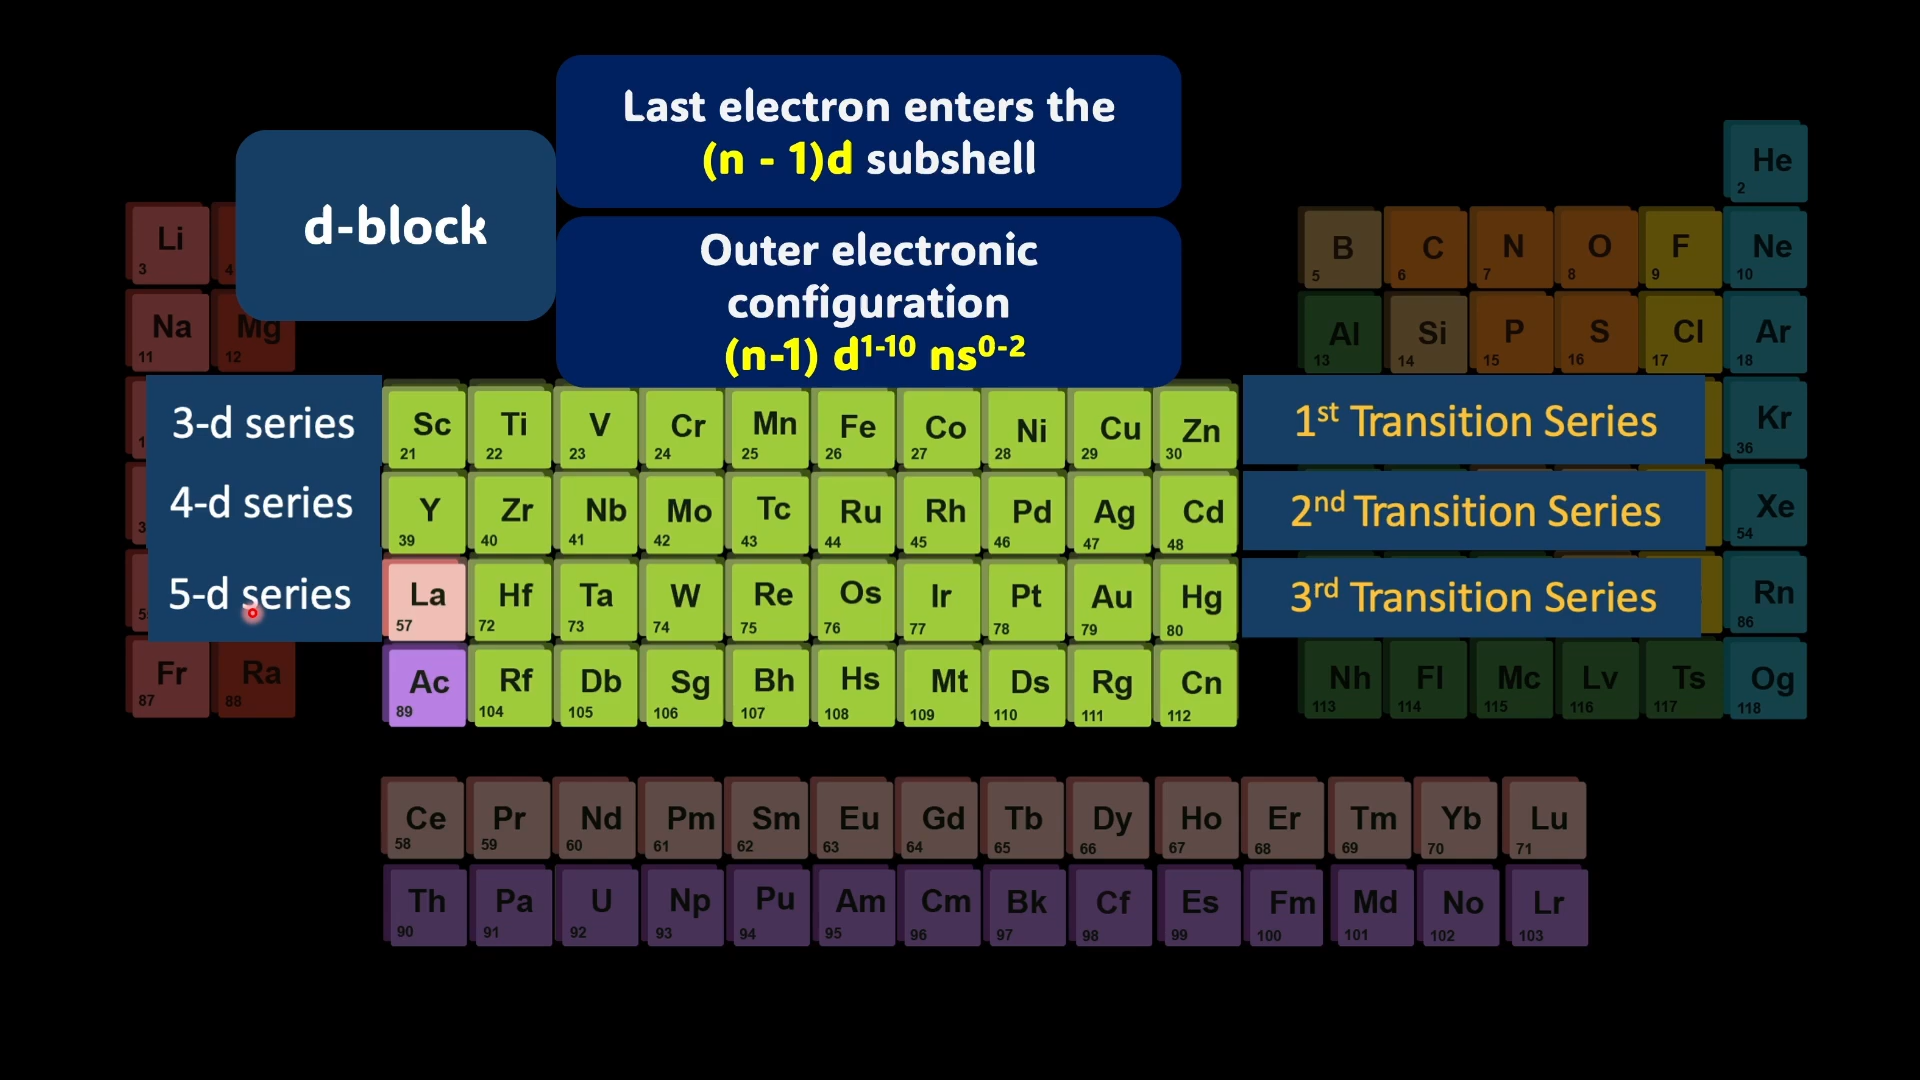 Last electron enters the
(n - 1)d subshell
d-block
Outer electronic
configuration
(n-1) d¹⁻¹⁰ ns⁰⁻²
He
2
Li
3
4
B
5
C
6
N
7
O
8
F
9
Ne
10
Na
11
Mg
12
Al
13
Si
14
P
15
S
16
Cl
17
Ar
18
3-d series
Sc
21
Ti
22
V
23
Cr
24
Mn
25
Fe
26
Co
27
Ni
28
Cu
29
Zn
30
1st Transition Series
Kr
36
4-d series
Y
39
Zr
40
Nb
41
Mo
42
Tc
43
Ru
44
Rh
45
Pd
46
Ag
47
Cd
48
2nd Transition Series
Xe
54
5-d series
La
57
Hf
72
Ta
73
W
74
Re
75
Os
76
Ir
77
Pt
78
Au
79
Hg
80
3rd Transition Series
Rn
86
Fr
87
Ra
88
Ac
89
Rf
104
Db
105
Sg
106
Bh
107
Hs
108
Mt
109
Ds
110
Rg
111
Cn
112
Nh
113
Fl
114
Mc
115
Lv
116
Ts
117
Og
118
Ce
58
Pr
59
Nd
60
Pm
61
Sm
62
Eu
63
Gd
64
Tb
65
Dy
66
Ho
67
Er
68
Tm
69
Yb
70
Lu
71
Th
90
Pa
91
U
92
Np
93
Pu
94
Am
95
Cm
96
Bk
97
Cf
98
Es
99
Fm
100
Md
101
No
102
Lr
103